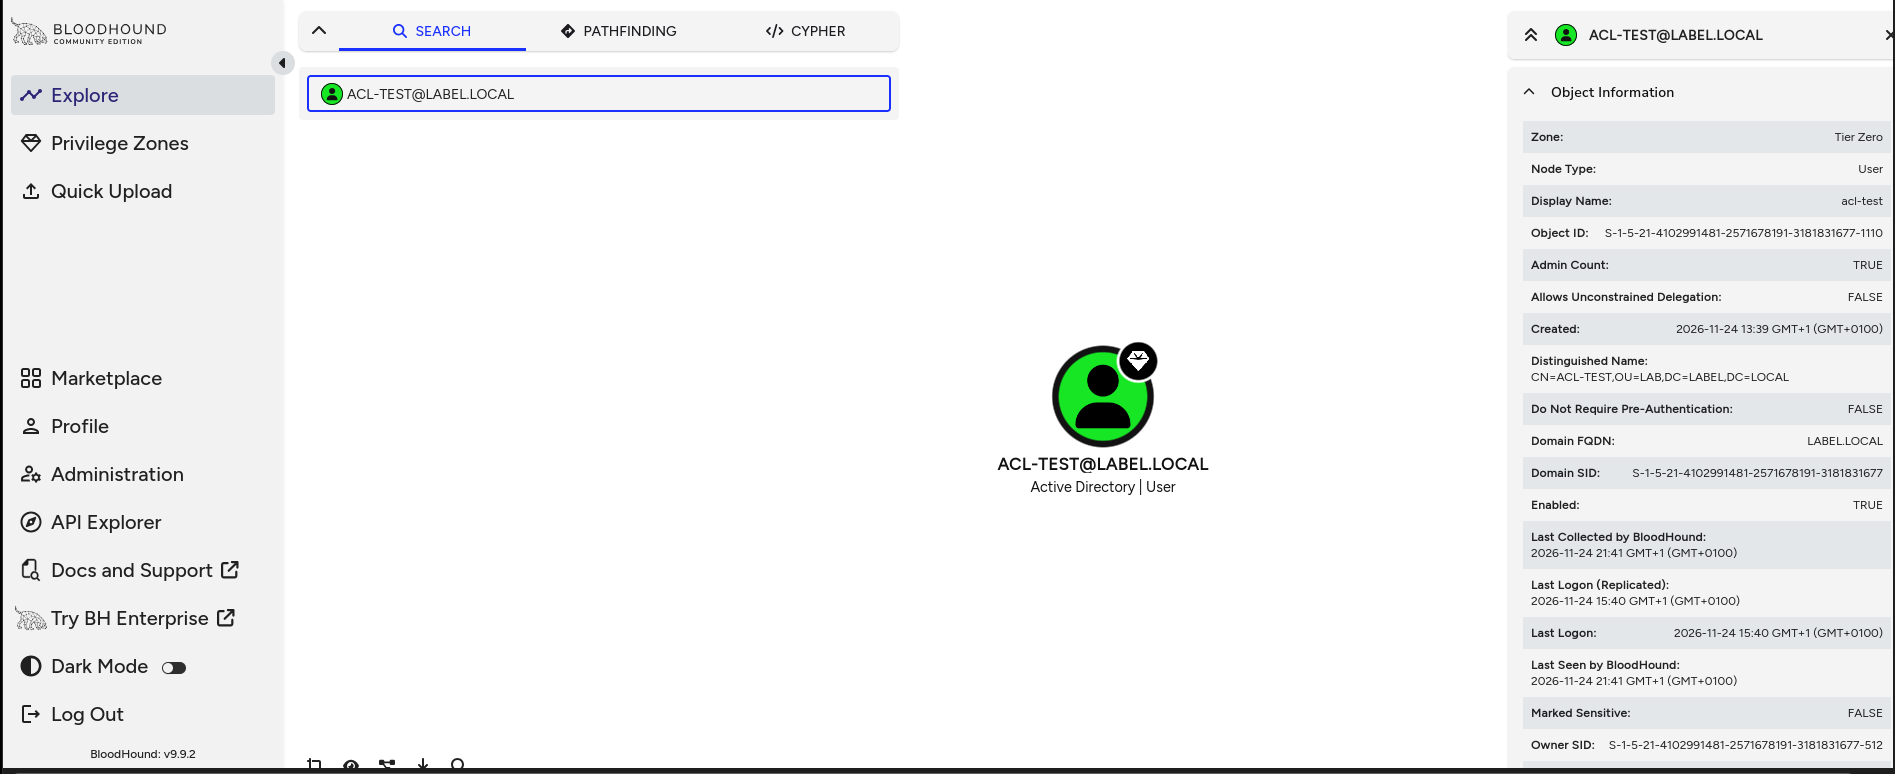 BLOODHOUND
COMMUNITY EDITION
Explore
Privilege Zones
Quick Upload
Marketplace
Profile
Administration
API Explorer
Docs and Support
Try BH Enterprise
Dark Mode
Log Out
BloodHound: v9.9.2
SEARCH PATHFINDING CYPHER
ACL-TEST@LABEL.LOCAL
ACL-TEST@LABEL.LOCAL
Active Directory | User
ACL-TEST@LABEL.LOCAL
Object Information
Zone: Tier Zero
Node Type: User
Display Name: acl-test
Object ID: S-1-5-21-4102991481-2571678191-3181831677-1110
Admin Count: TRUE
Allows Unconstrained Delegation: FALSE
Created: 2026-11-24 13:39 GMT+1 (GMT+0100)
Distinguished Name:
CN=ACL-TEST,OU=LAB,DC=LABEL,DC=LOCAL
Do Not Require Pre-Authentication: FALSE
Domain FQDN: LABEL.LOCAL
Domain SID: S-1-5-21-4102991481-2571678191-3181831677
Enabled: TRUE
Last Collected by BloodHound:
2026-11-24 21:41 GMT+1 (GMT+0100)
Last Logon (Replicated):
2026-11-24 15:40 GMT+1 (GMT+0100)
Last Logon: 2026-11-24 15:40 GMT+1 (GMT+0100)
Last Seen by BloodHound:
2026-11-24 21:41 GMT+1 (GMT+0100)
Marked Sensitive: FALSE
Owner SID: S-1-5-21-4102991481-2571678191-3181831677-512